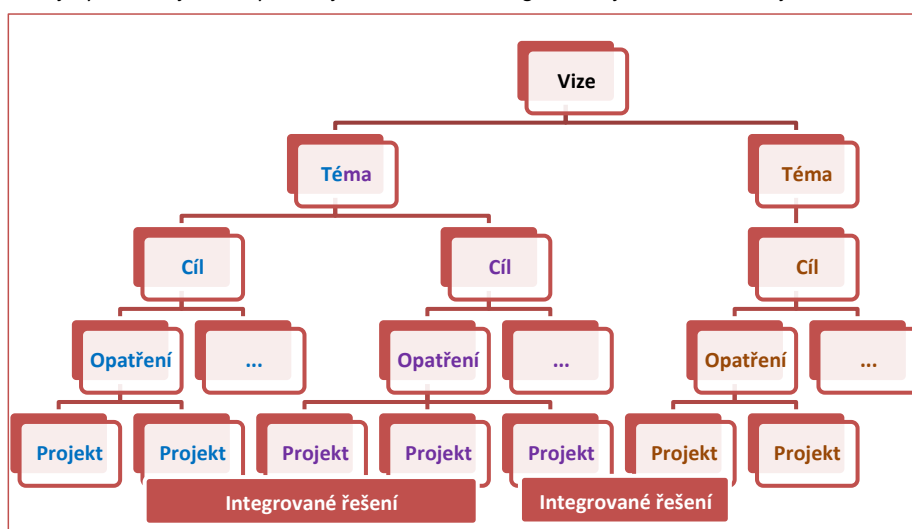 Vize
Téma Téma
Cíl Cíl Cíl
Opatření ... Opatření ... Opatření ...
Projekt Projekt Projekt Projekt Projekt Projekt Projekt
Integrované řešení Integrované řešení